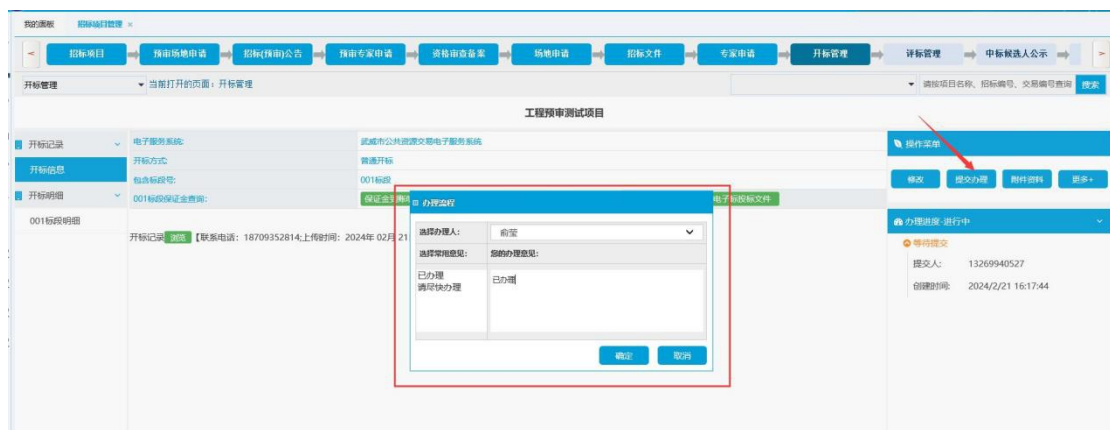 我的面板 招标项目管理 ×
< 招标项目 预审场地申请 招标(预审)公告 预审专家申请 资格审查备案 场地申请 招标文件 专家申请 开标管理 评标管理 中标候选人公示 >
开标管理 当前打开的页面：开标管理 请按项目名称、招标编号、交易编号查询 搜索
工程预审测试项目
开标记录
开标信息
开标明细
001标段明细
电子服务系统: 武威市公共资源交易电子服务系统
开标方式: 普通开标
包含标段号: 001标段
001标段保证金查询: 保证金到账 电子标投标文件
开标记录 浏览 【联系电话：18709352814;上传时间：2024年 02月 21
办理流程
选择办理人： 俞莹
选择常用意见： 您的办理意见：
已办理 已办理
请尽快办理
确定 取消
操作菜单
修改 提交办理 附件资料 更多+
办理进度-进行中
等待提交
提交人: 13269940527
创建时间: 2024/2/21 16:17:44